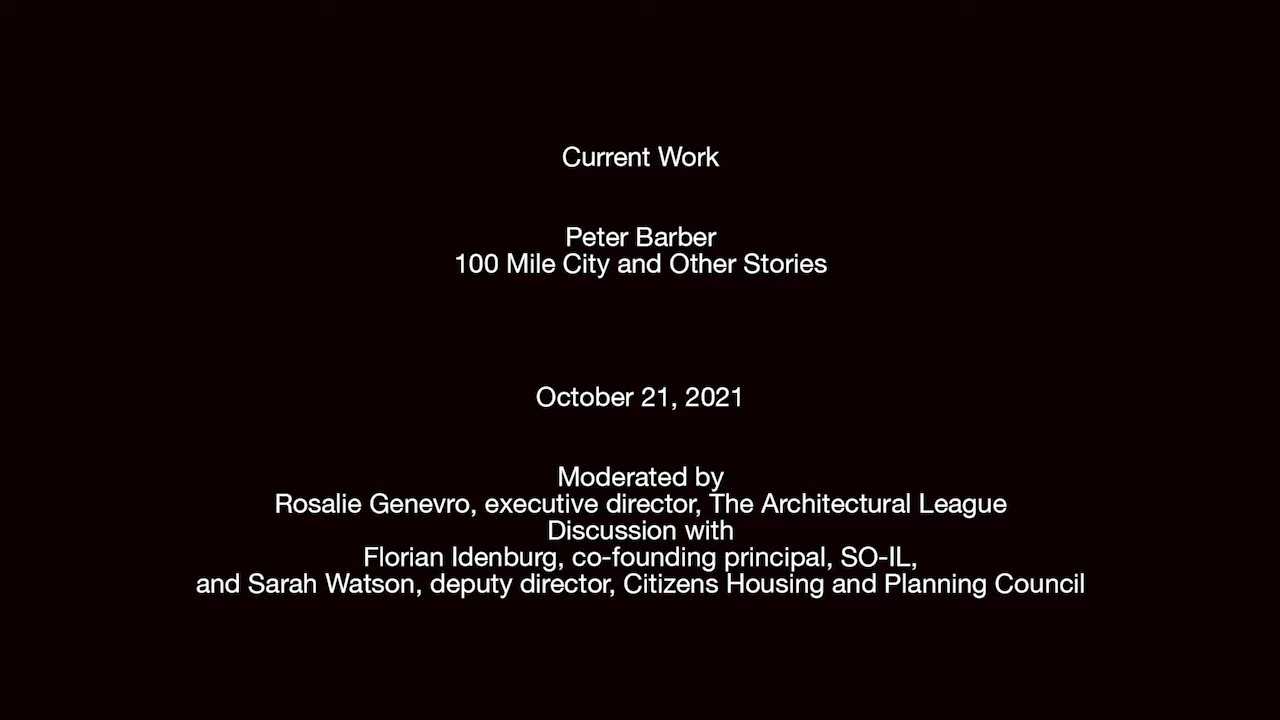 Current Work
Peter Barber
100 Mile City and Other Stories
October 21, 2021
Moderated by
Rosalie Genevro, executive director, The Architectural League
Discussion with
Florian Idenburg, co-founding principal, SO-IL,
and Sarah Watson, deputy director, Citizens Housing and Planning Council